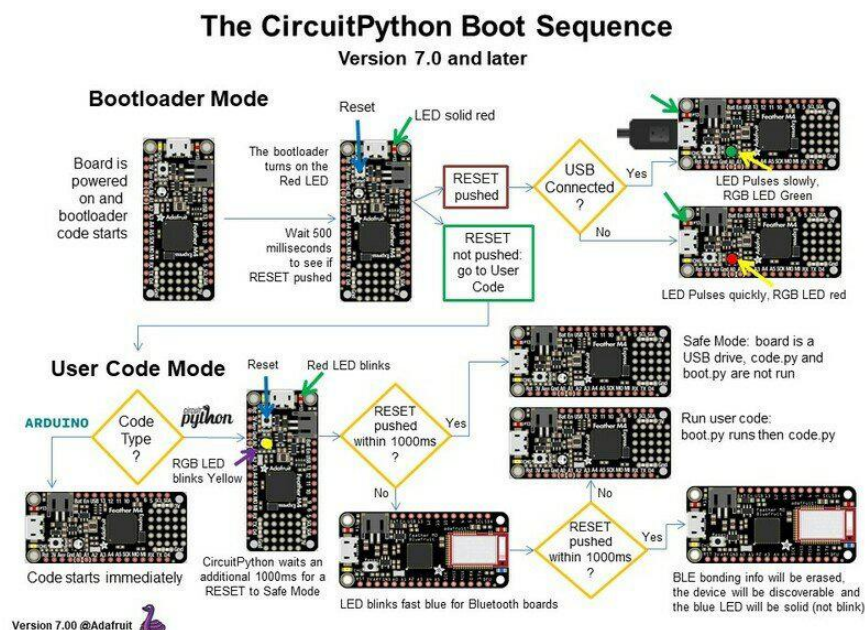 The CircuitPython Boot Sequence
Version 7.0 and later
Bootloader Mode
Board is
powered
on and
bootloader
code starts
The bootloader
turns on the
Red LED
Wait 500
milliseconds
to see if
RESET pushed
Reset
LED solid red
RESET
pushed
RESET
not pushed:
go to User
Code
USB
Connected
?
Yes
No
LED Pulses slowly,
RGB LED Green
LED Pulses quickly, RGB LED red
User Code Mode
ARDUINO
Code
Type
?
circuit
python
Reset
Red LED blinks
RGB LED
blinks Yellow
Code starts immediately
CircuitPython waits an
additional 1000ms for a
RESET to Safe Mode
RESET
pushed
within 1000ms
?
Yes
No
Safe Mode: board is a
USB drive, code.py and
boot.py are not run
Run user code:
boot.py runs then code.py
LED blinks fast blue for Bluetooth boards
No
RESET
pushed
within 1000ms
?
Yes
BLE bonding info will be erased,
the device will be discoverable and
the blue LED will be solid (not blink)
Version 7.00 @Adafruit